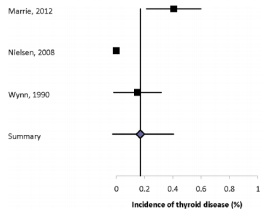 Marrie, 2012
Nielsen, 2008
Wynn, 1990
Summary
0 0.2 0.4 0.6 0.8 1
Incidence of thyroid disease (%)